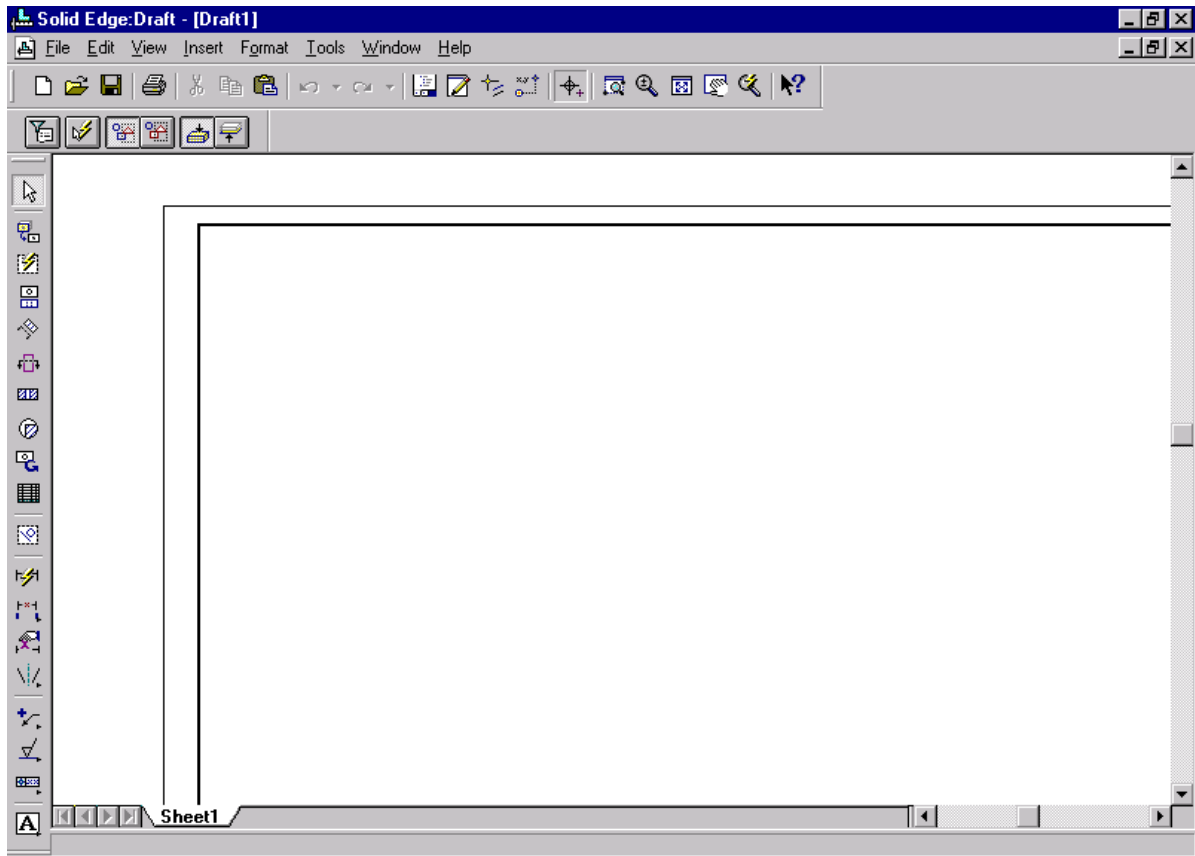 Solid Edge:Draft - [Draft1]
File Edit View Insert Format Tools Window Help
Sheet1
A